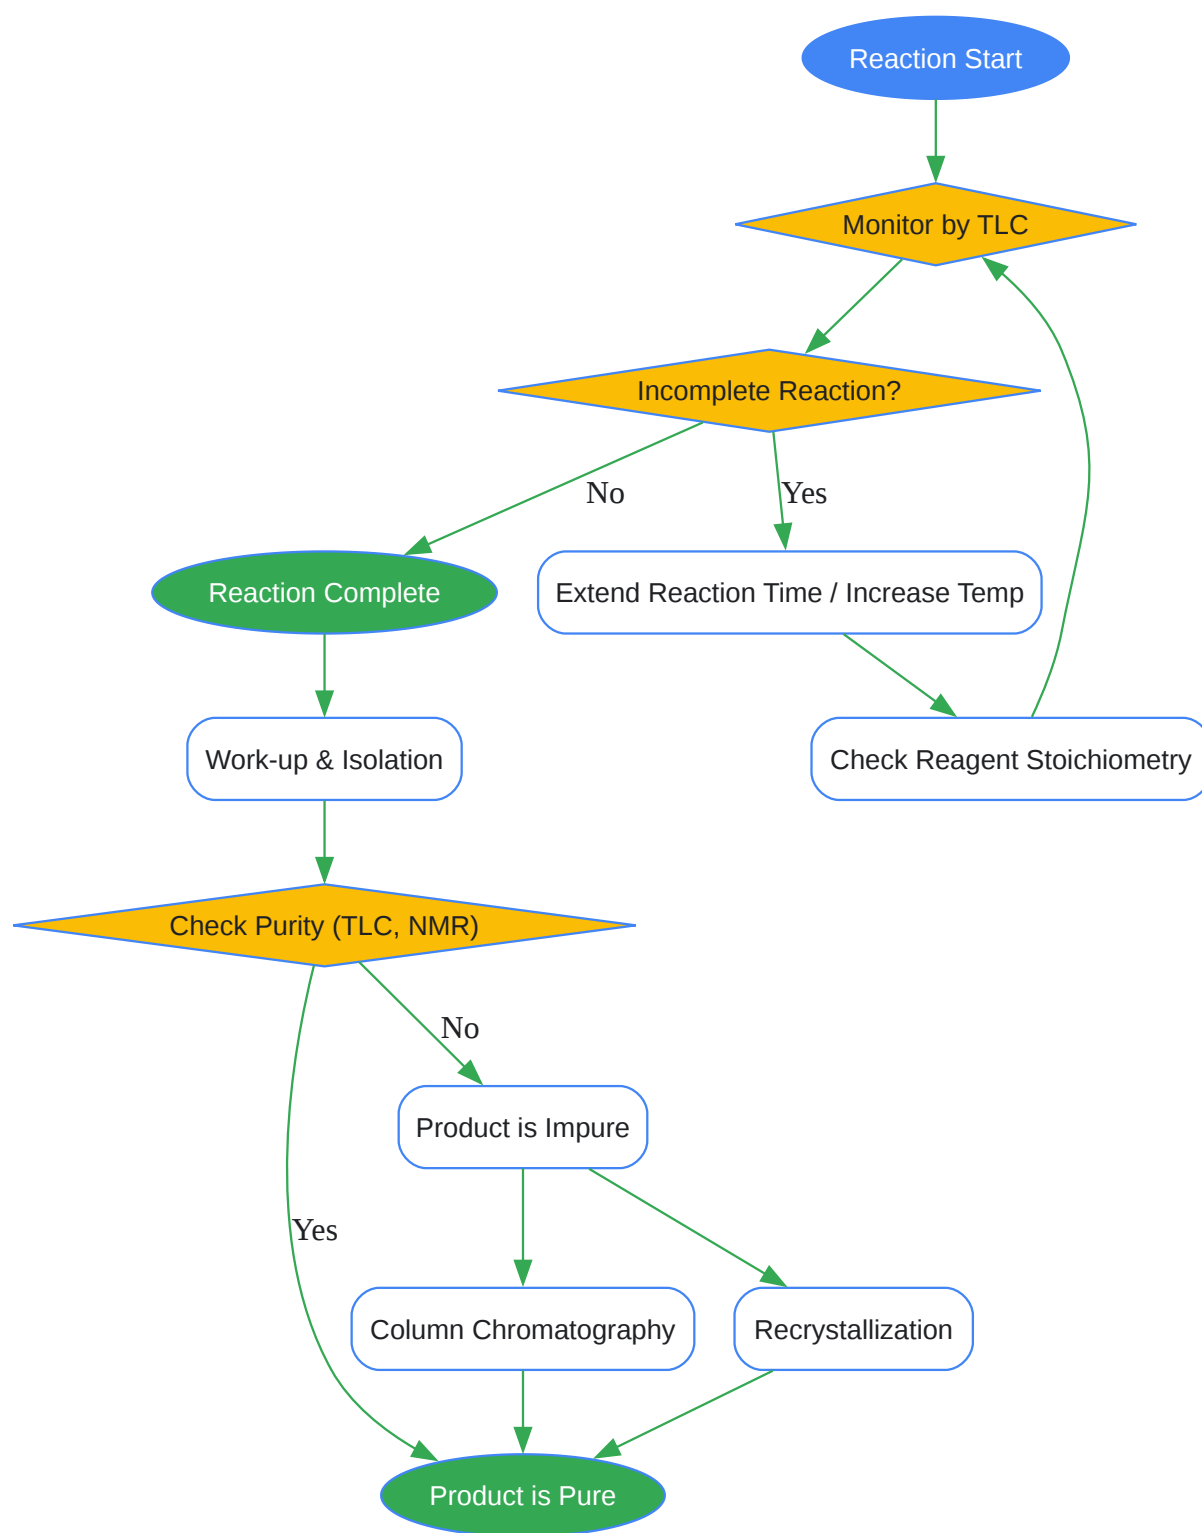 Reaction Start
Monitor by TLC
Incomplete Reaction?
No
Yes
Reaction Complete
Extend Reaction Time / Increase Temp
Work-up & Isolation
Check Reagent Stoichiometry
Check Purity (TLC, NMR)
No
Product is Impure
Yes
Column Chromatography
Recrystallization
Product is Pure